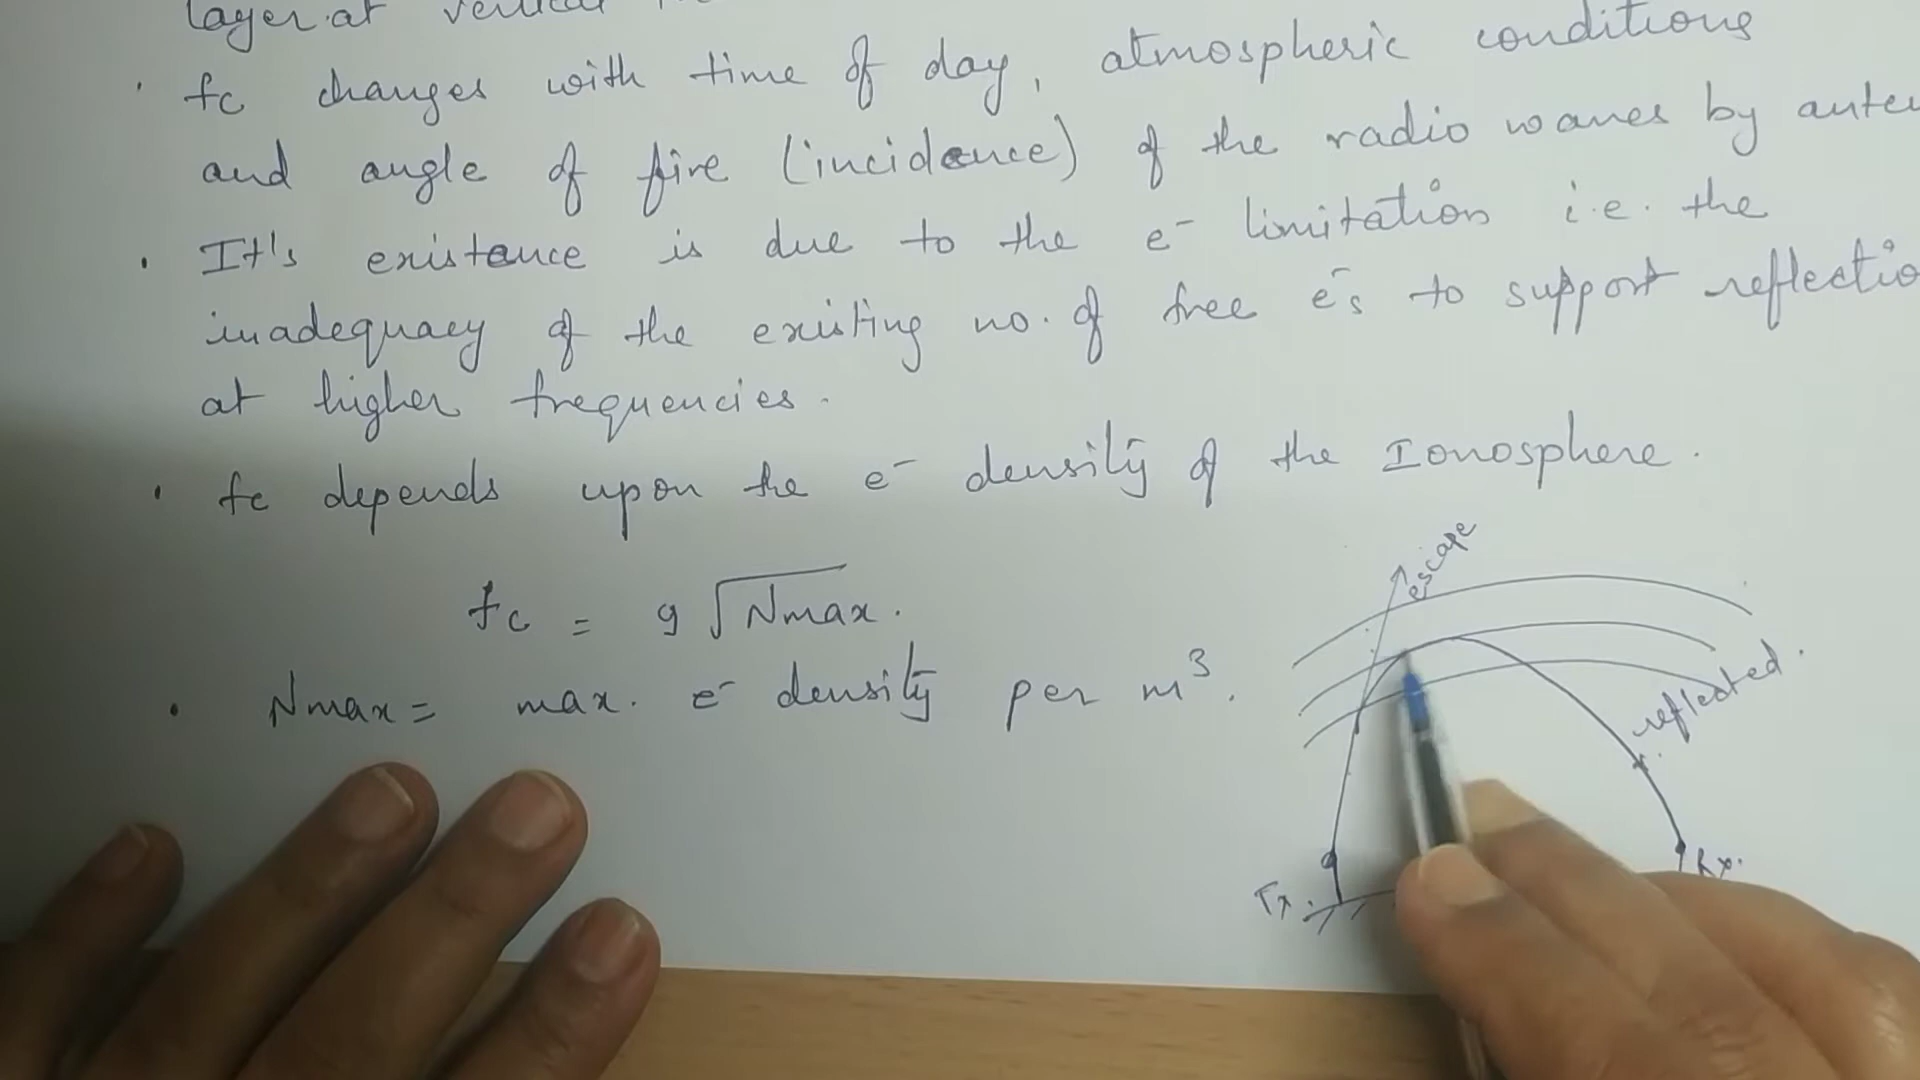 layer at vertical
. fc changes with time of day, atmospheric conditions
and angle of fire (incidence) of the radio waves by
. It's existance is due to the e⁻ limitation i.e. the
inadequacy of the existing no. of free e⁻s to support reflectio
at higher frequencies.
. fc depends upon the e⁻ density of the Ionosphere.
escape
fc = 9 √Nmax.
. Nmax = max. e⁻ density per m³.
reflected.
Tx.
Rx.